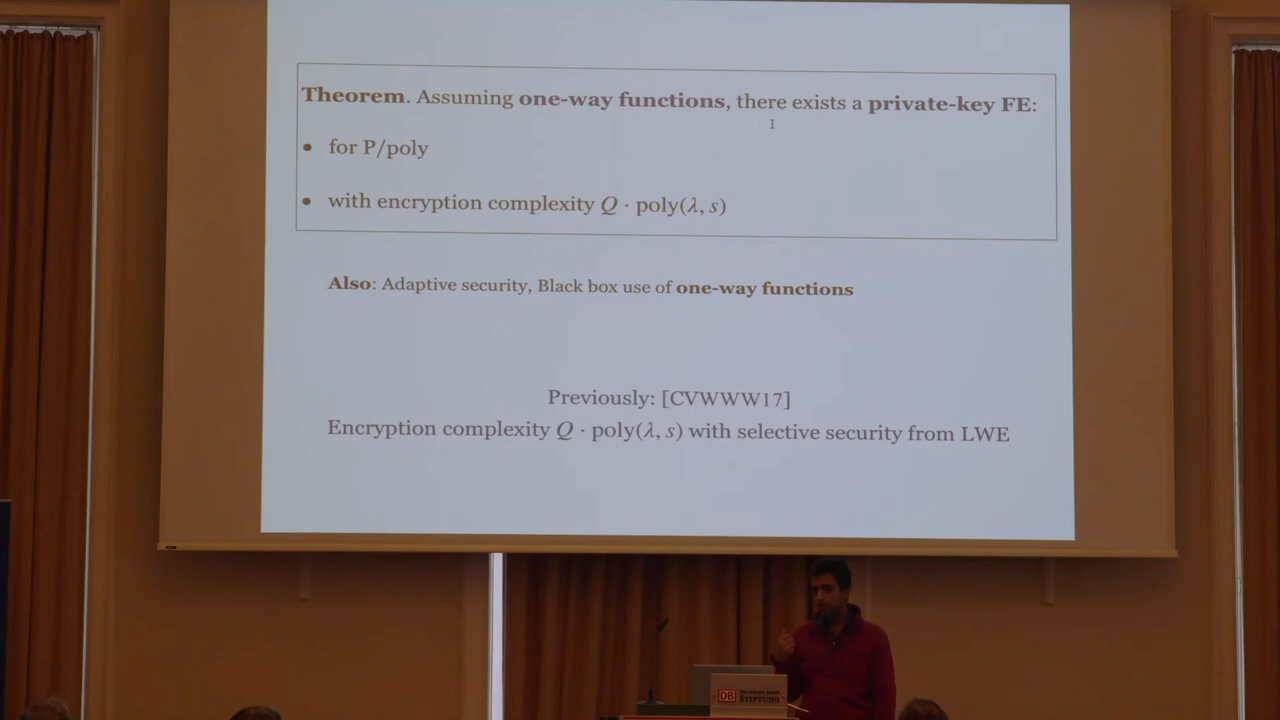 Theorem. Assuming one-way functions, there exists a private-key FE:
• for P/poly
• with encryption complexity Q · poly(λ, s)
Also: Adaptive security, Black box use of one-way functions
Previously: [CVWWW17]
Encryption complexity Q · poly(λ, s) with selective security from LWE
DB
STIFTUNG